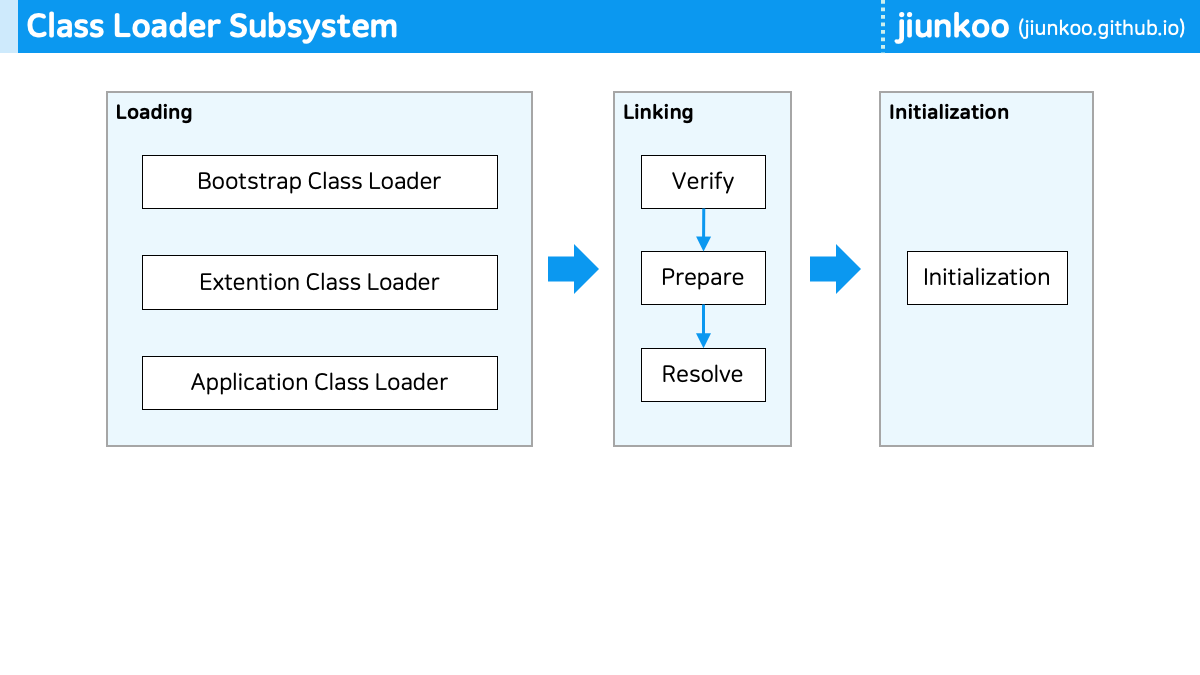 Class Loader Subsystem
jiunkoo (jiunkoo.github.io)
Loading
Bootstrap Class Loader
Extention Class Loader
Application Class Loader
Linking
Verify
Prepare
Resolve
Initialization
Initialization